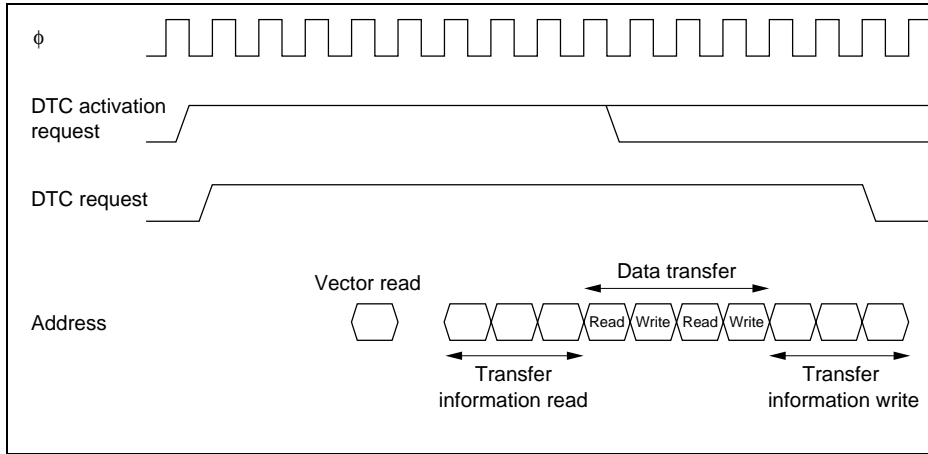 φ
DTC activation
request
DTC request
Vector read
Data transfer
Address
Read Write Read Write
Transfer
information read
Transfer
information write